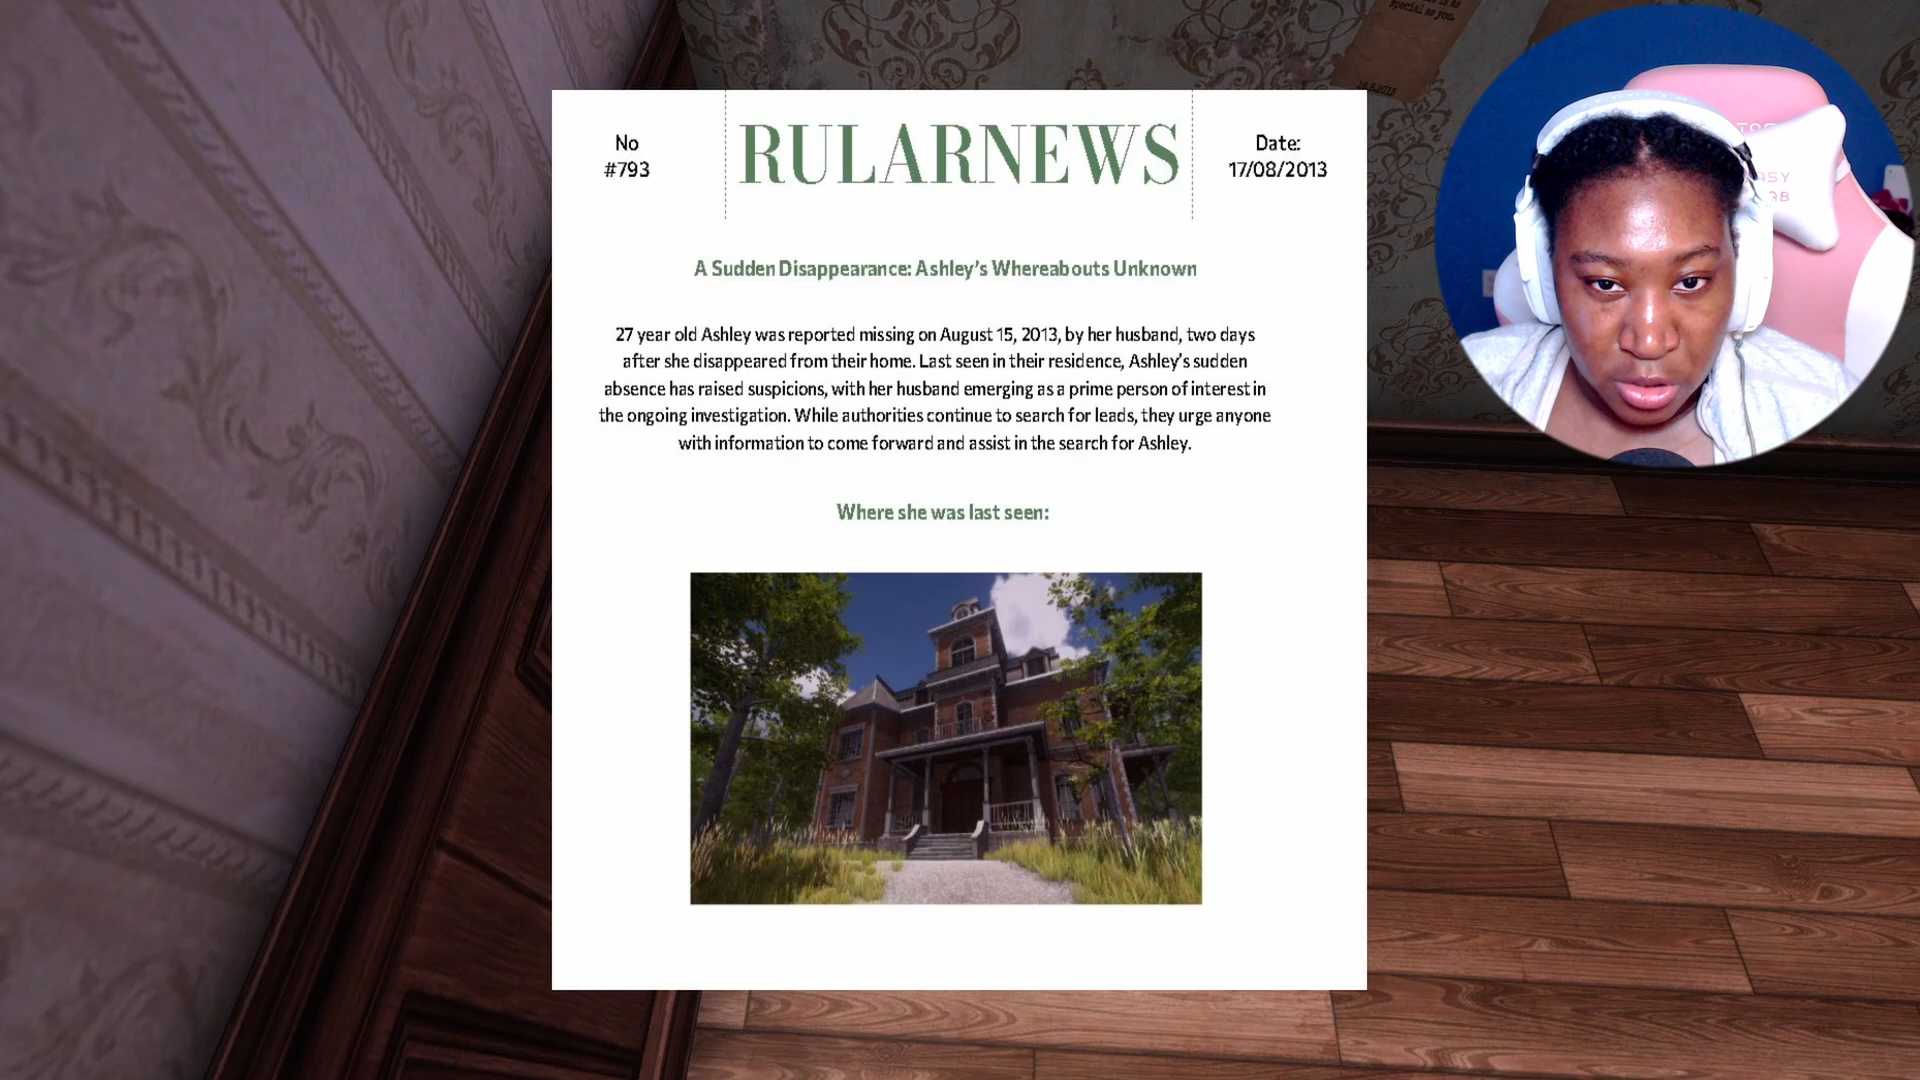 special as you.
No
#793
RULARNEWS
Date:
17/08/2013
A Sudden Disappearance: Ashley's Whereabouts Unknown
27 year old Ashley was reported missing on August 15, 2013, by her husband, two days
after she disappeared from their home. Last seen in their residence, Ashley's sudden
absence has raised suspicions, with her husband emerging as a prime person of interest in
the ongoing investigation. While authorities continue to search for leads, they urge anyone
with information to come forward and assist in the search for Ashley.
Where she was last seen: